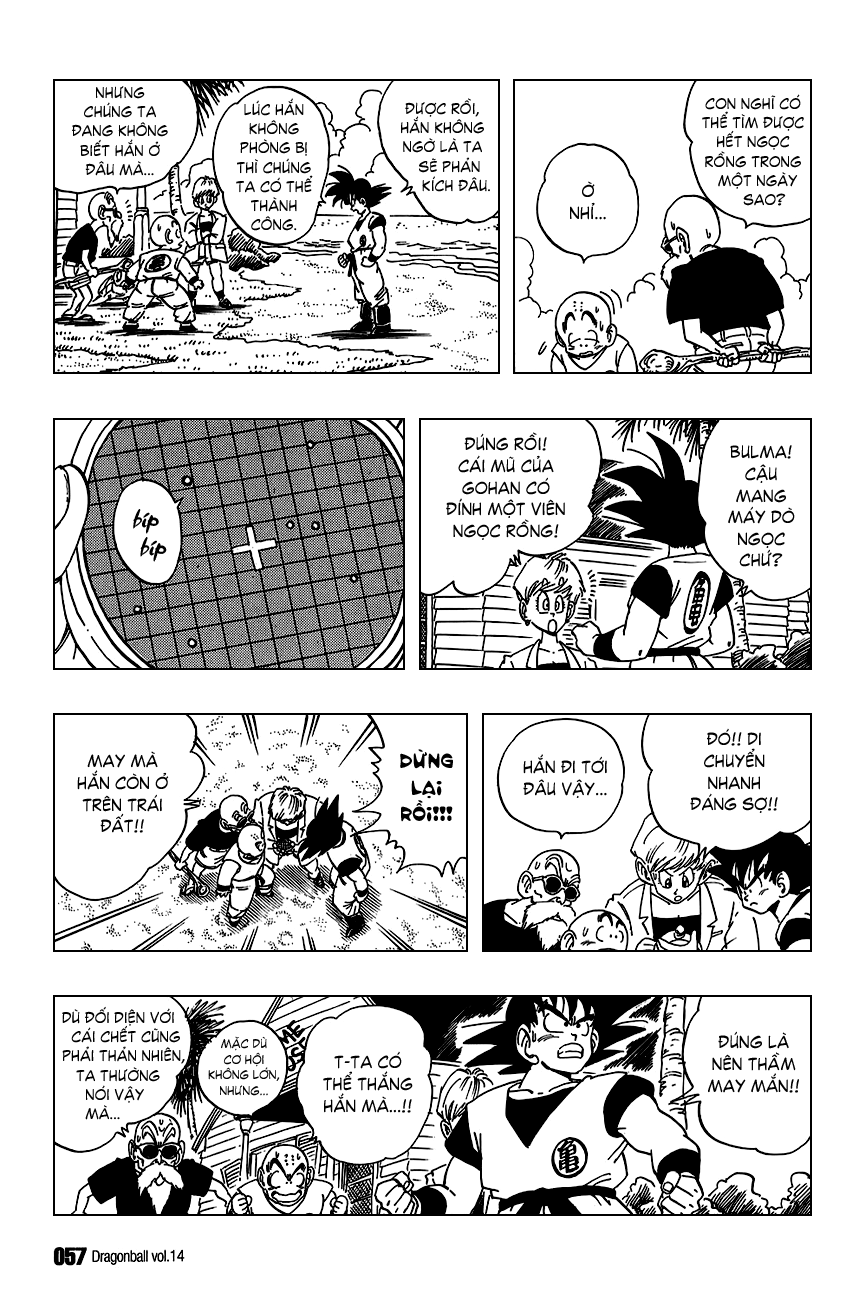 CON NGHĨ CÓ
THỂ TÌM ĐƯỢC
HẾT NGỌC
RỒNG TRONG
MỘT NGÀY
SAO?
Ờ
NHỈ...
ĐƯỢC RỒI,
HẮN KHÔNG
NGỜ LÀ TA
SẼ PHẢN
KÍCH ĐÂU.
LÚC HẮN
KHÔNG
PHÒNG BỊ
THÌ CHÚNG
TA CÓ THỂ
THÀNH
CÔNG.
NHƯNG
CHÚNG TA
ĐANG KHÔNG
BIẾT HẮN Ở
ĐÂU MÀ...
BULMA!
CẬU
MANG
MÁY DÒ
NGỌC
CHỨ?
ĐÚNG RỒI!
CÁI MŨ CỦA
GOHAN CÓ
ĐÍNH MỘT VIÊN
NGỌC RỒNG!
bíp
bíp
ĐÓ!! DI
CHUYỂN
NHANH
ĐÁNG SỢ!!
HẮN ĐI TỚI
ĐÂU VẬY...
DỪNG
LẠI
RỒI!!!
MAY MÀ
HẮN CÒN Ở
TRÊN TRÁI
ĐẤT!!
ĐÚNG LÀ
NÊN THẦM
MAY MẮN!!
T-TA CÓ
THỂ THẮNG
HẮN MÀ...!!
MẶC DÙ
CƠ HỘI
KHÔNG LỚN,
NHƯNG...
DÙ ĐỐI DIỆN VỚI
CÁI CHẾT CŨNG
PHẢI THẢN NHIÊN,
TA THƯỜNG
NÓI VẬY
MÀ...
亀
057 Dragonball vol.14